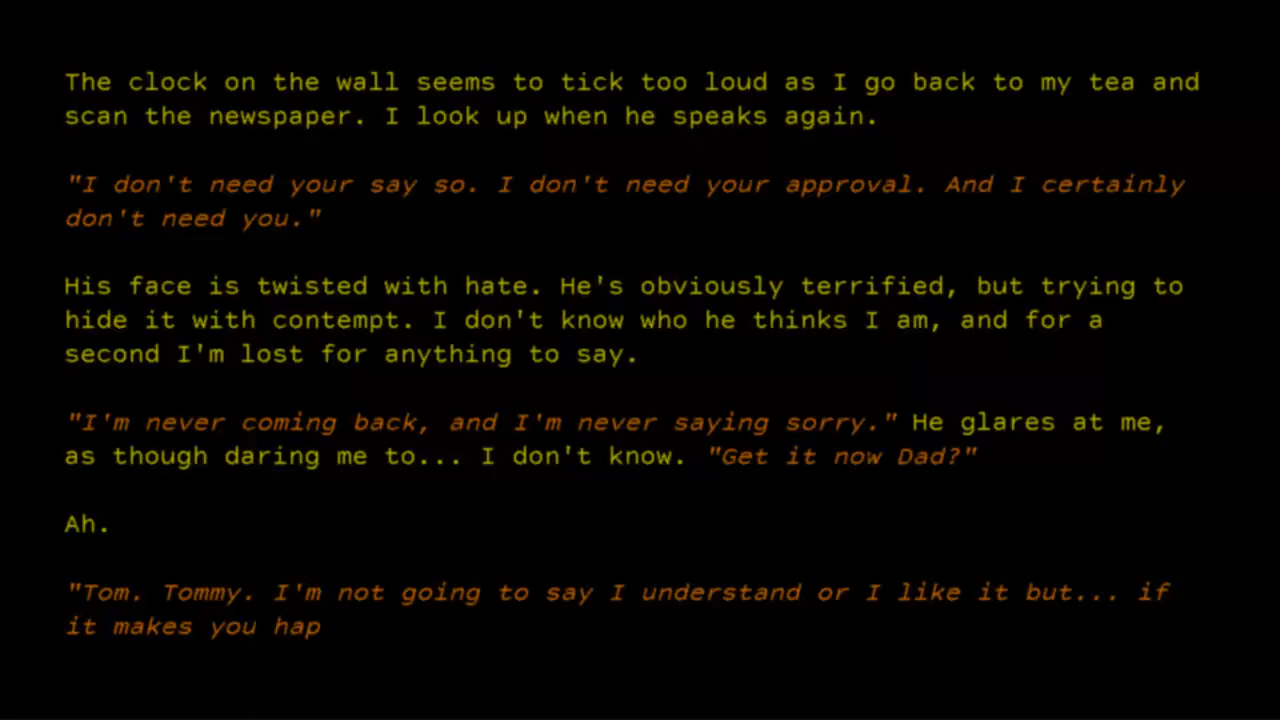 The clock on the wall seems to tick too loud as I go back to my tea and
scan the newspaper. I look up when he speaks again.
"I don't need your say so. I don't need your approval. And I certainly
don't need you."
His face is twisted with hate. He's obviously terrified, but trying to
hide it with contempt. I don't know who he thinks I am, and for a
second I'm lost for anything to say.
"I'm never coming back, and I'm never saying sorry." He glares at me,
as though daring me to... I don't know. "Get it now Dad?"
Ah.
"Tom. Tommy. I'm not going to say I understand or I like it but... if
it makes you hap